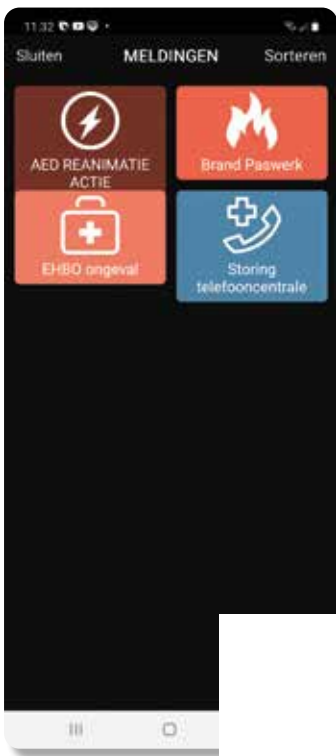 11:32
Sluiten MELDINGEN Sorteren
AED REANIMATIE
ACTIE
Brand Paswerk
EHBO ongeval
Storing
telefooncentrale